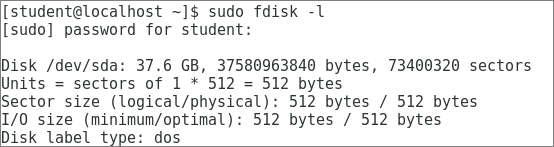 [student@localhost ~]$ sudo fdisk -l
[sudo] password for student:
Disk /dev/sda: 37.6 GB, 37580963840 bytes, 73400320 sectors
Units = sectors of 1 * 512 = 512 bytes
Sector size (logical/physical): 512 bytes / 512 bytes
I/O size (minimum/optimal): 512 bytes / 512 bytes
Disk label type: dos